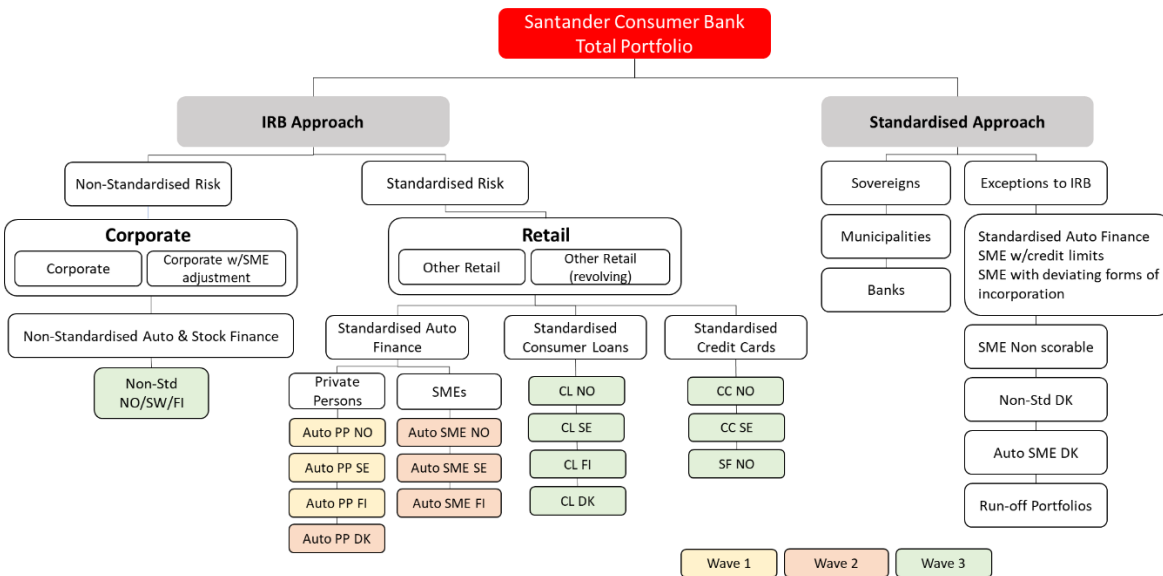 Santander Consumer Bank
Total Portfolio
IRB Approach
Standardised Approach
Non-Standardised Risk
Standardised Risk
Sovereigns
Exceptions to IRB
Corporate
Corporate
Corporate w/SME
adjustment
Retail
Other Retail
Other Retail
(revolving)
Municipalities
Banks
Standardised Auto Finance
SME w/credit limits
SME with deviating forms of
incorporation
Non-Standardised Auto & Stock Finance
Standardised Auto
Finance
Standardised
Consumer Loans
Standardised
Credit Cards
SME Non scorable
Non-Std
NO/SW/FI
Private
Persons
SMEs
CL NO
CC NO
Non-Std DK
Auto PP NO
Auto SME NO
CL SE
CC SE
Auto PP SE
Auto SME SE
CL FI
SF NO
Auto SME DK
Auto PP FI
Auto SME FI
CL DK
Run-off Portfolios
Auto PP DK
Wave 1
Wave 2
Wave 3